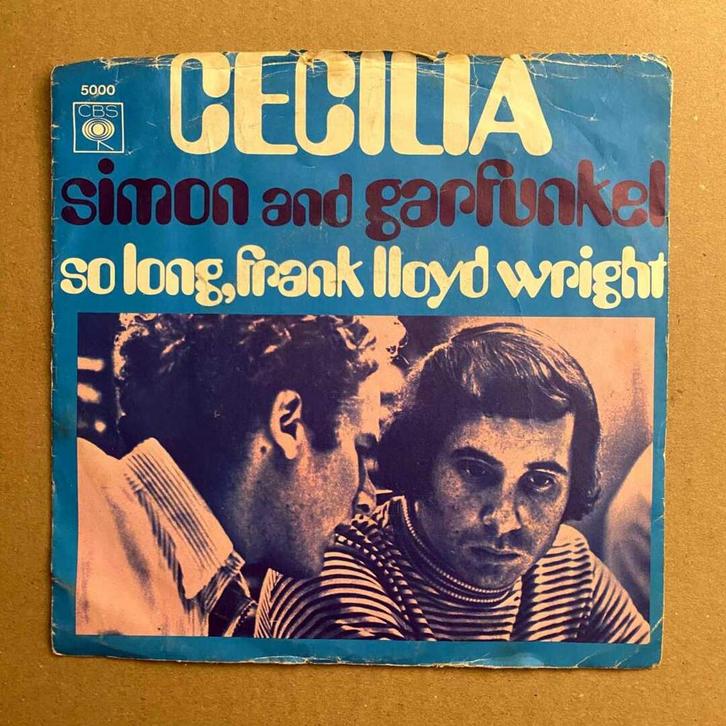 CECILIA
5000
CBS
simon and garfunkel
so long, frank lloyd wright